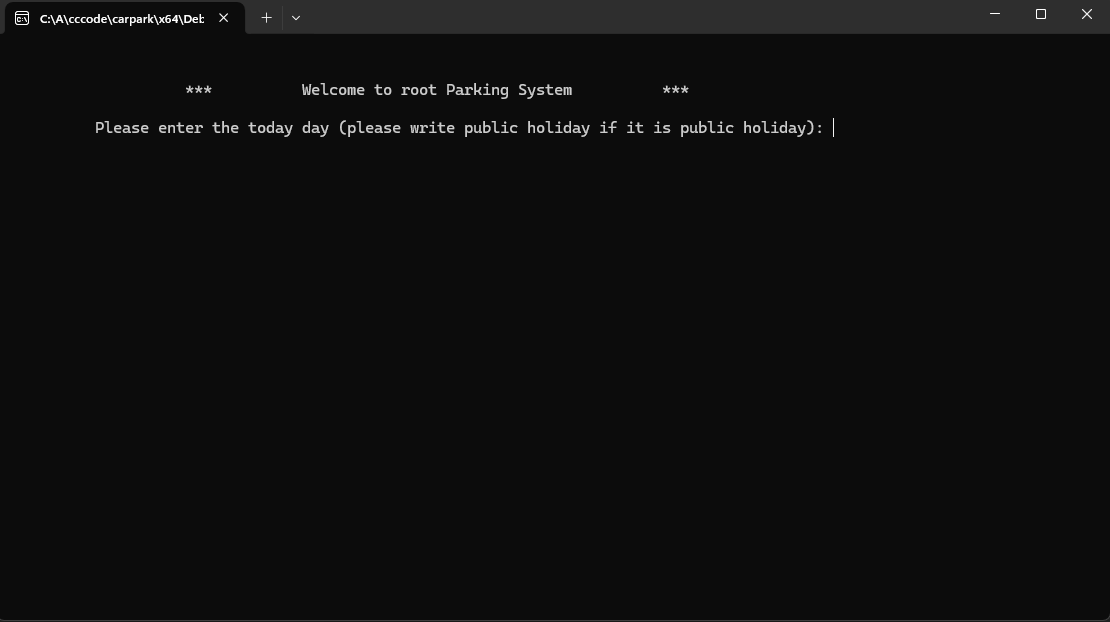 C:\A\cccode\carpark\x64\Deb
*** Welcome to root Parking System ***
Please enter the today day (please write public holiday if it is public holiday):